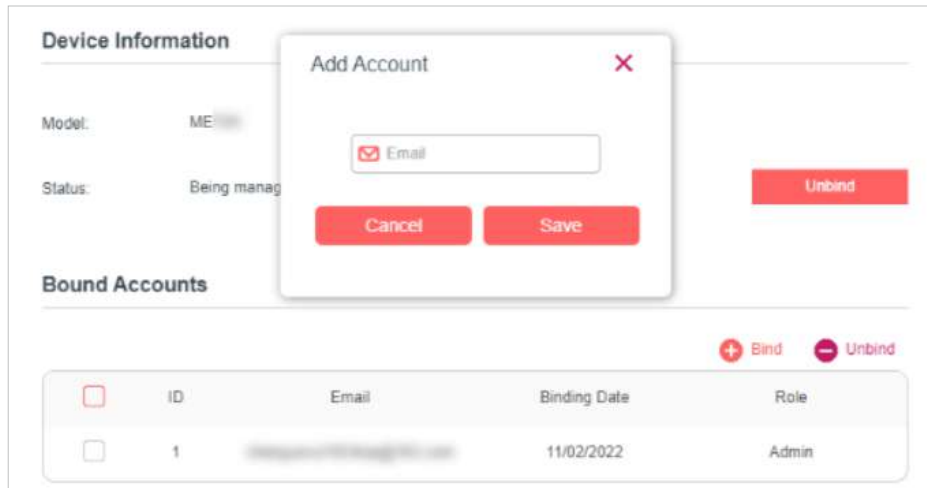 Device Information
Add Account
Model: ME
Email
Status: Being manag
Unbind
Cancel Save
Bound Accounts
Bind Unbind
ID Email Binding Date Role
1 11/02/2022 Admin